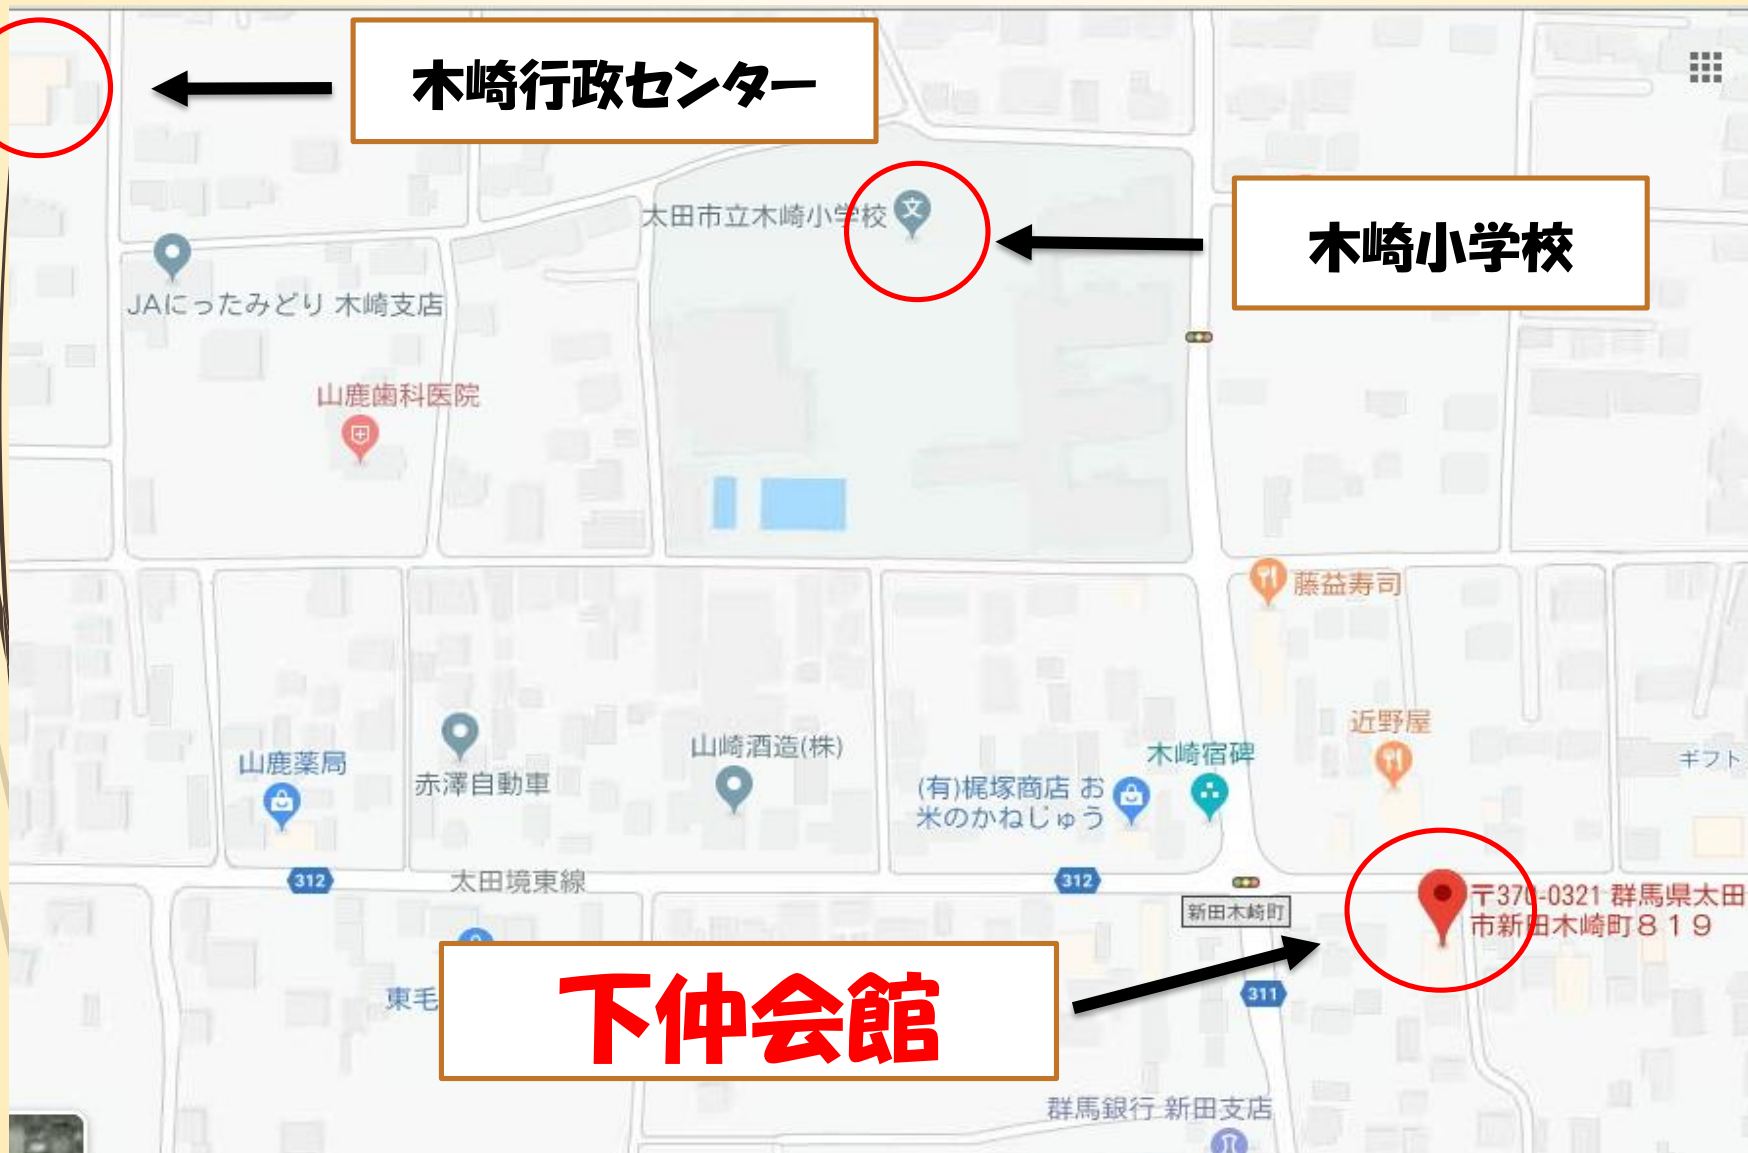 木崎行政センター
太田市立木崎小学校
文
木崎小学校
JAにったみどり 木崎支店
山鹿歯科医院
藤益寿司
近野屋
山鹿薬局
赤澤自動車
山崎酒造(株)
木崎宿碑
(有)梶塚商店 お
米のかねじゅう
ギフト
312
太田境東線
312
新田木崎町
〒370-0321 群馬県太田
市新田木崎町819
下仲会館
東毛
311
群馬銀行 新田支店